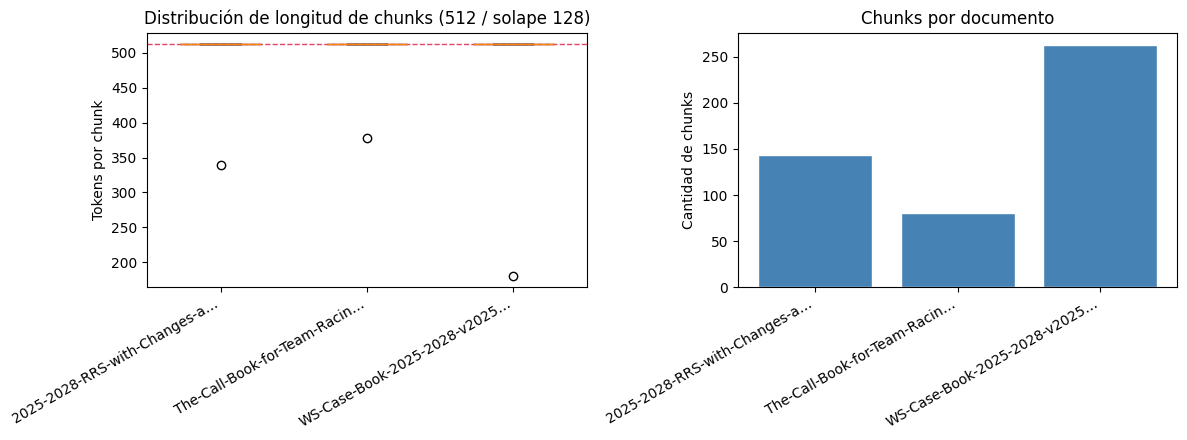 Distribución de longitud de chunks (512 / solape 128)
Tokens por chunk
500
450
400
350
300
250
200
2025-2028-RRS-with-Changes-a...
The-Call-Book-for-Team-Racin...
WS-Case-Book-2025-2028-v2025...
Chunks por documento
Cantidad de chunks
250
200
150
100
50
0
2025-2028-RRS-with-Changes-a...
The-Call-Book-for-Team-Racin...
WS-Case-Book-2025-2028-v2025...